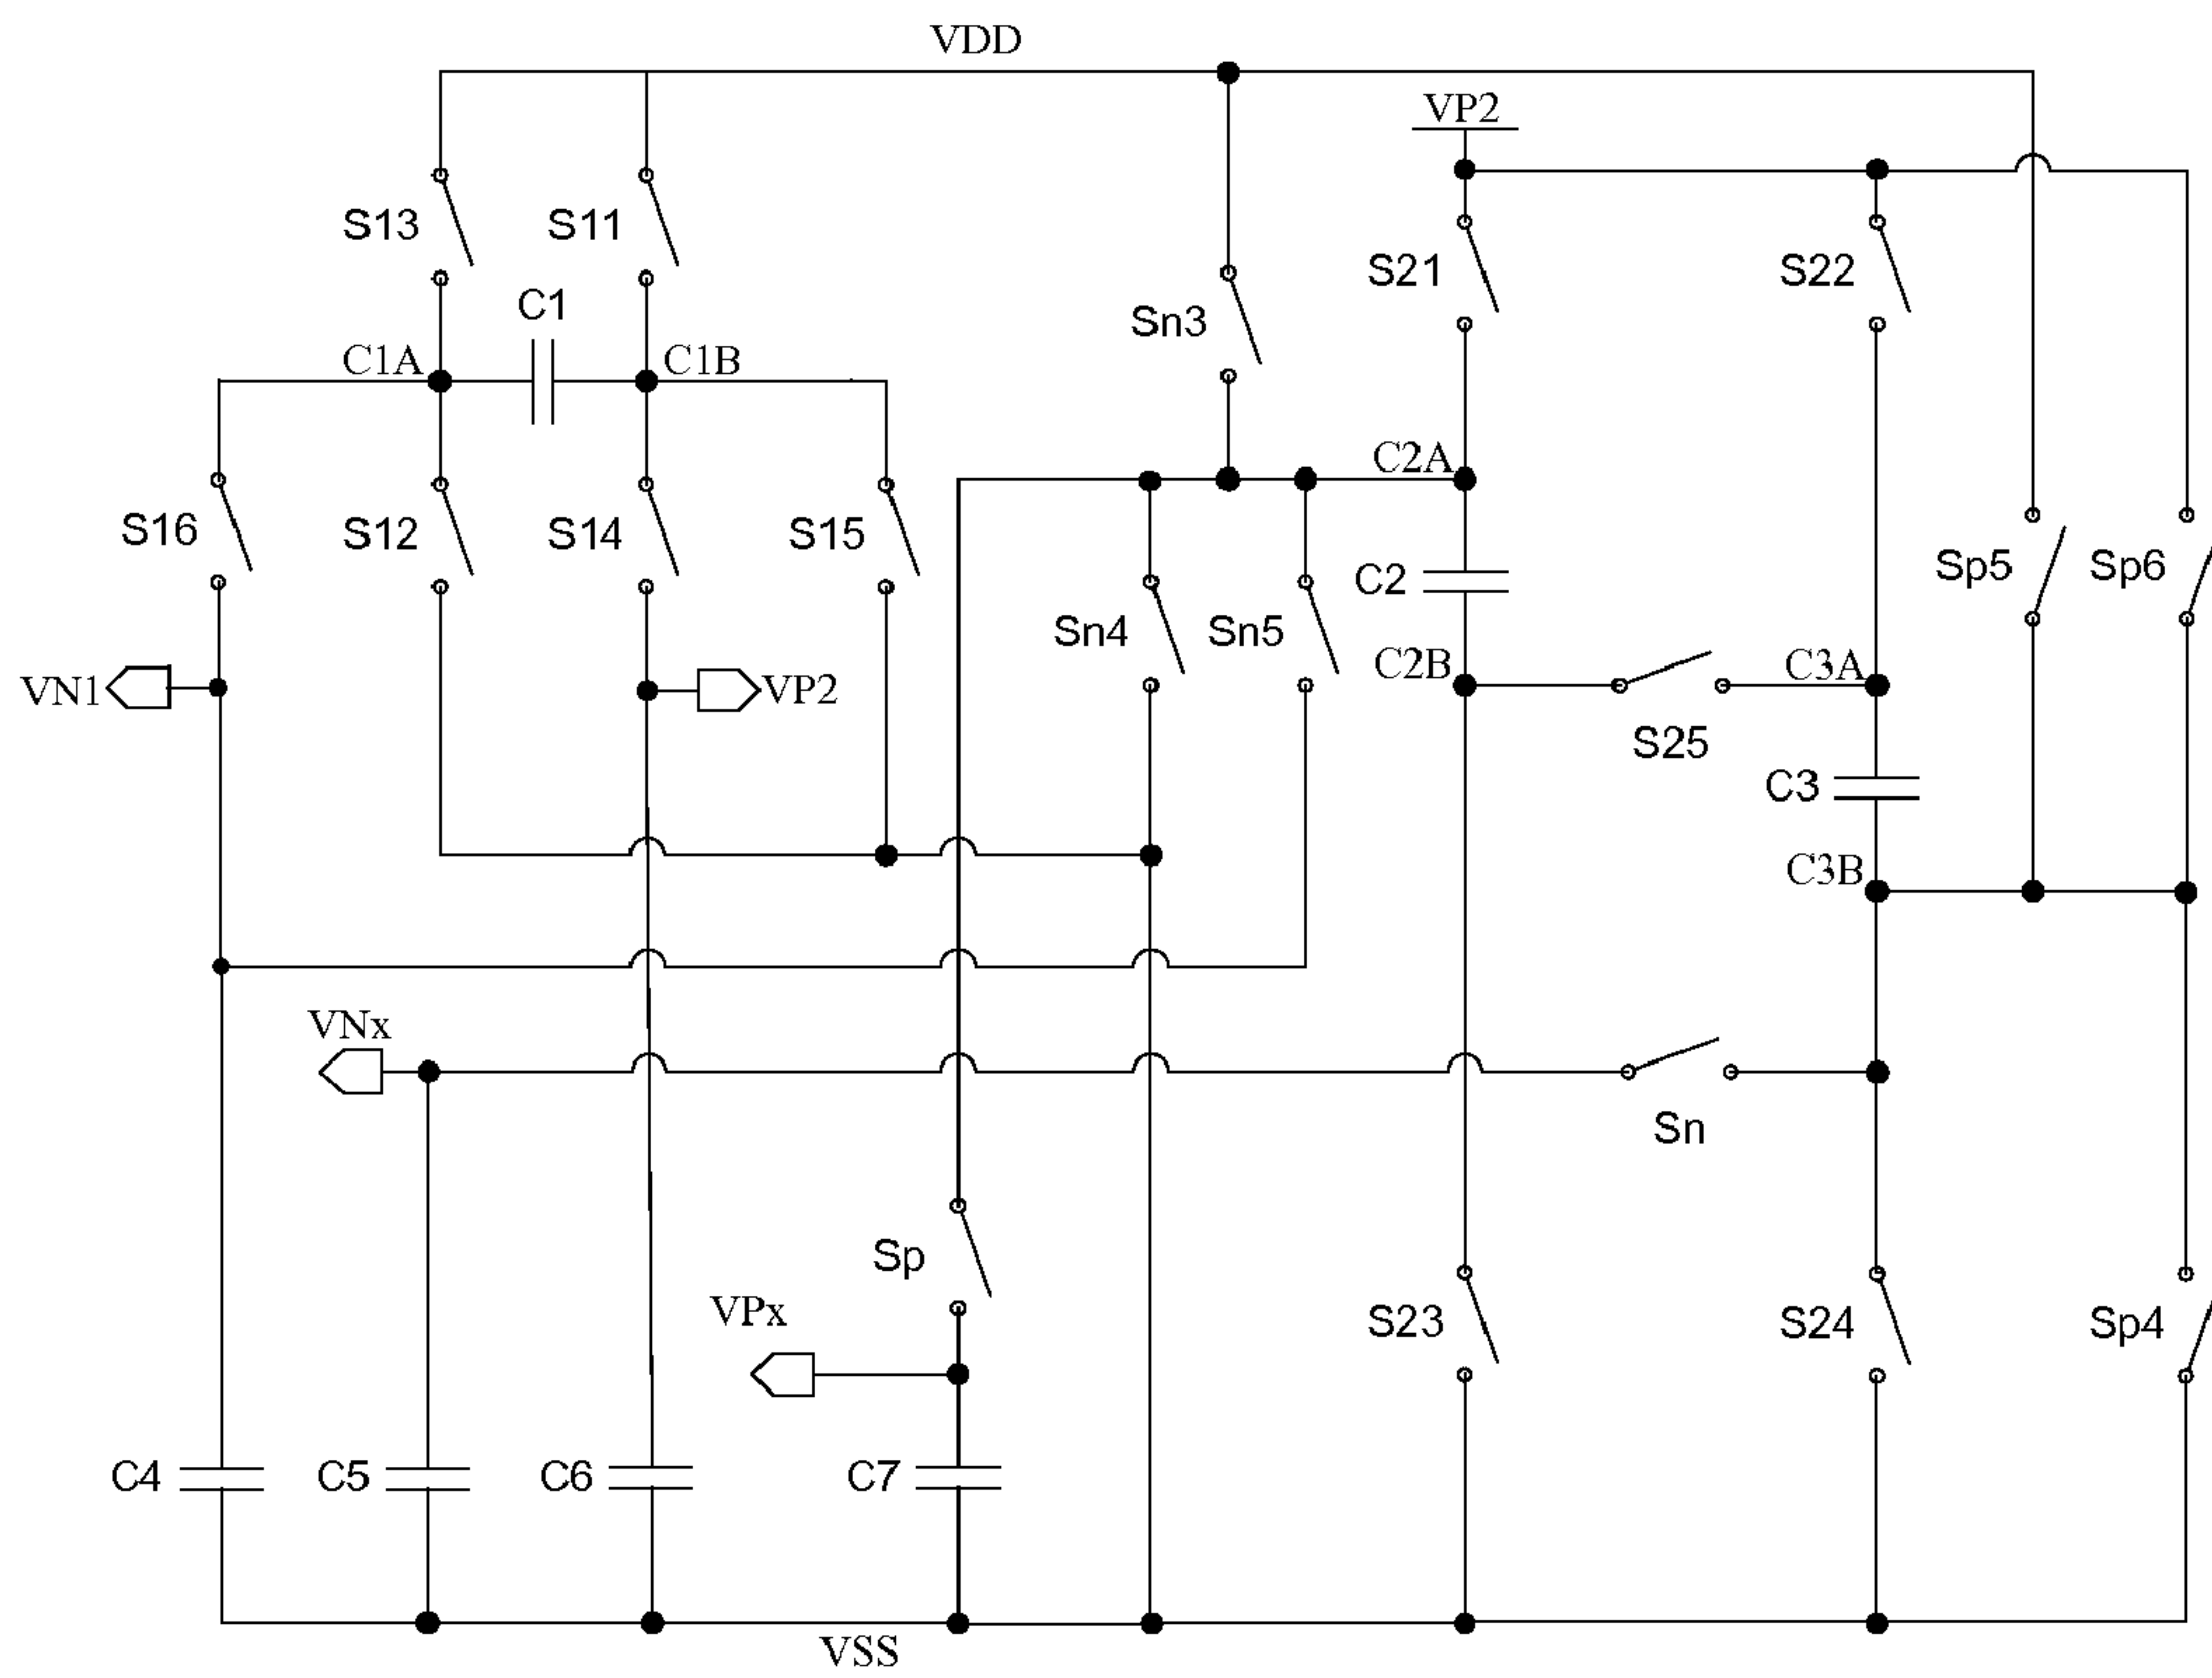 VDD
VP2
S13
S11
S21
S22
C1
Sn3
C1A
C1B
C2A
S16
S12
S14
S15
Sp5
Sp6
C2
Sn4
Sn5
C2B
C3A
VN1
VP2
S25
C3
C3B
VNx
Sn
Sp
VPx
S23
S24
Sp4
C4
C5
C6
C7
VSS